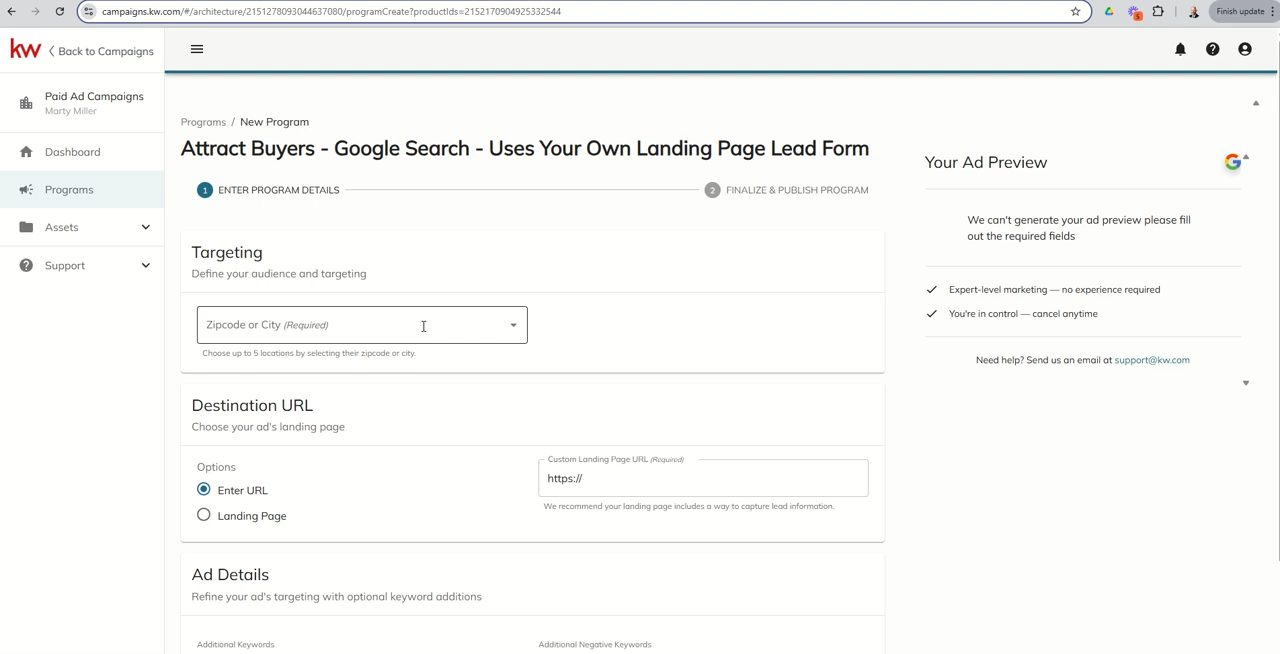 campaigns.kw.com/#/architecture/2151278093044637080/programCreate?productIds=2152170904925332544
5
Finish update
kw
Back to Campaigns
Paid Ad Campaigns
Marty Miller
Dashboard
Programs
Assets
Support
Programs / New Program
Attract Buyers - Google Search - Uses Your Own Landing Page Lead Form
1 ENTER PROGRAM DETAILS
2 FINALIZE & PUBLISH PROGRAM
Targeting
Define your audience and targeting
Zipcode or City (Required)
Choose up to 5 locations by selecting their zipcode or city.
Destination URL
Choose your ad's landing page
Options
Enter URL
Landing Page
Custom Landing Page URL (Required)
https://
We recommend your landing page includes a way to capture lead information.
Ad Details
Refine your ad's targeting with optional keyword additions
Additional Keywords
Additional Negative Keywords
Your Ad Preview
G
We can't generate your ad preview please fill
out the required fields
Expert-level marketing — no experience required
You're in control — cancel anytime
Need help? Send us an email at support@kw.com